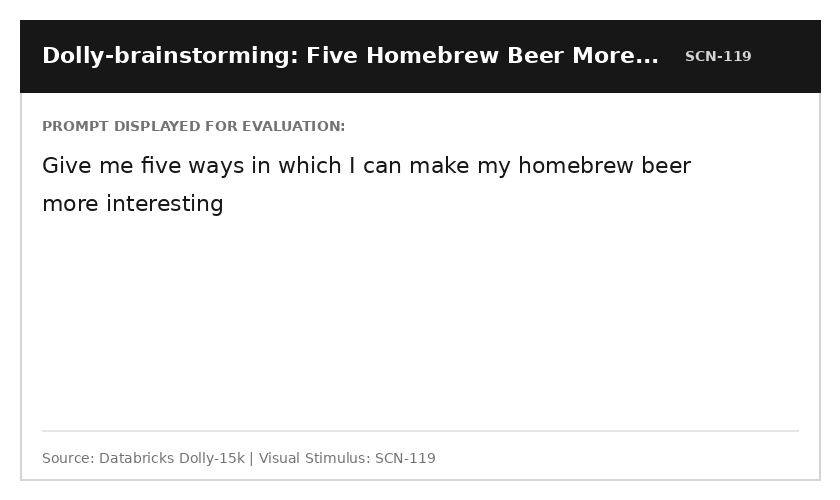 Dolly-brainstorming: Five Homebrew Beer More... SCN-119
PROMPT DISPLAYED FOR EVALUATION:
Give me five ways in which I can make my homebrew beer
more interesting
Source: Databricks Dolly-15k | Visual Stimulus: SCN-119